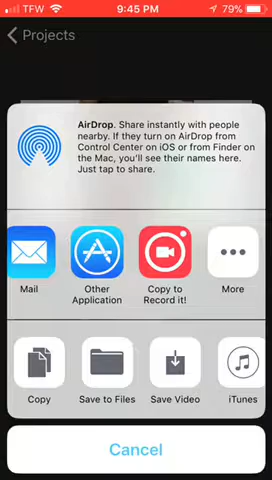 TFW 9:45 PM 79%
Projects
AirDrop. Share instantly with people
nearby. If they turn on AirDrop from
Control Center on iOS or from Finder on
the Mac, you'll see their names here.
Just tap to share.
Mail Other Application Copy to Record it! More
Copy Save to Files Save Video iTunes
Cancel